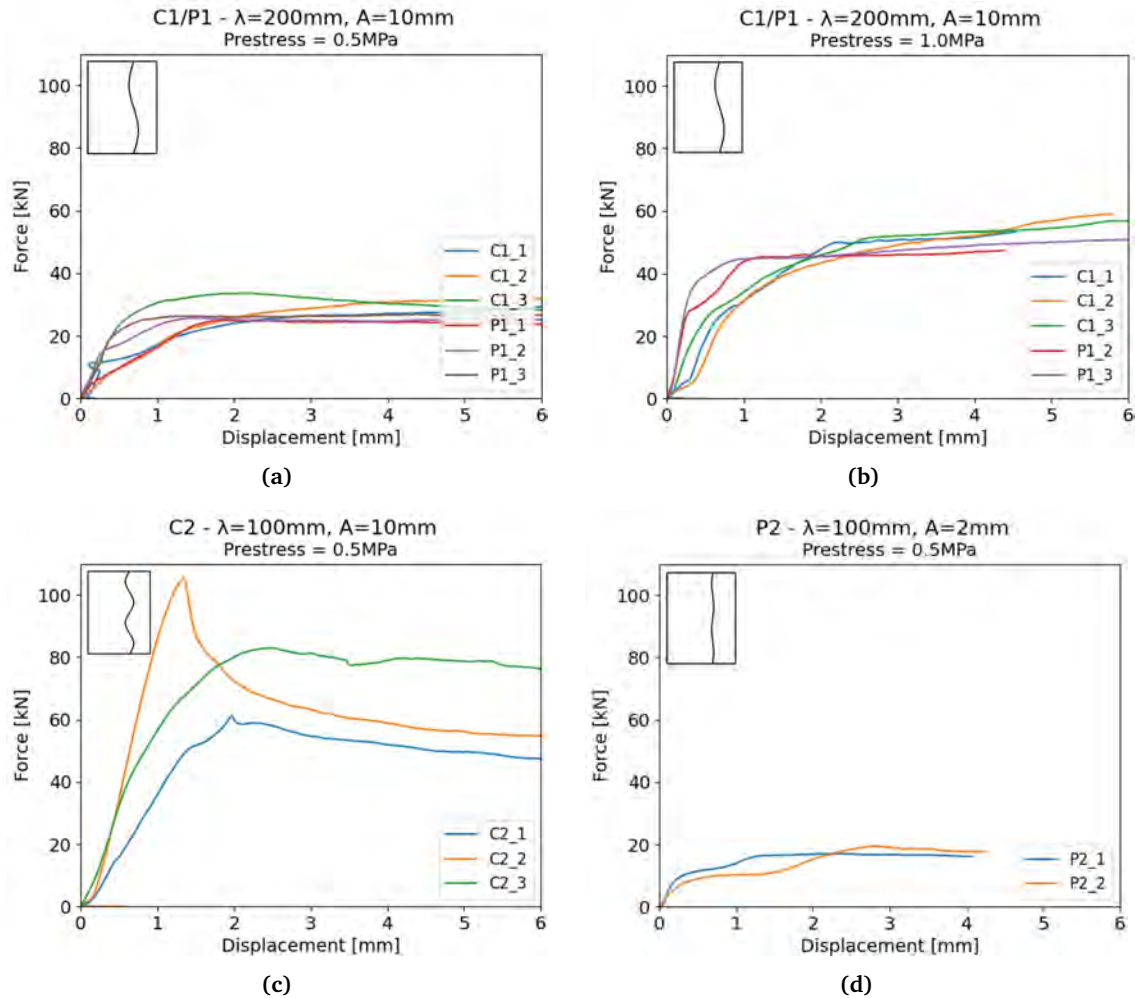 C1/P1 - λ=200mm, A=10mm
Prestress = 0.5MPa
100
80
60
40
20
0
Force [kN]
C1_1
C1_2
C1_3
P1_1
P1_2
P1_3
0 1 2 3 4 5 6
Displacement [mm]
(a)
C1/P1 - λ=200mm, A=10mm
Prestress = 1.0MPa
100
80
60
40
20
0
Force [kN]
C1_1
C1_2
C1_3
P1_2
P1_3
0 1 2 3 4 5 6
Displacement [mm]
(b)
C2 - λ=100mm, A=10mm
Prestress = 0.5MPa
100
80
60
40
20
0
Force [kN]
C2_1
C2_2
C2_3
0 1 2 3 4 5 6
Displacement [mm]
(c)
P2 - λ=100mm, A=2mm
Prestress = 0.5MPa
100
80
60
40
20
0
Force [kN]
P2_1
P2_2
0 1 2 3 4 5 6
Displacement [mm]
(d)